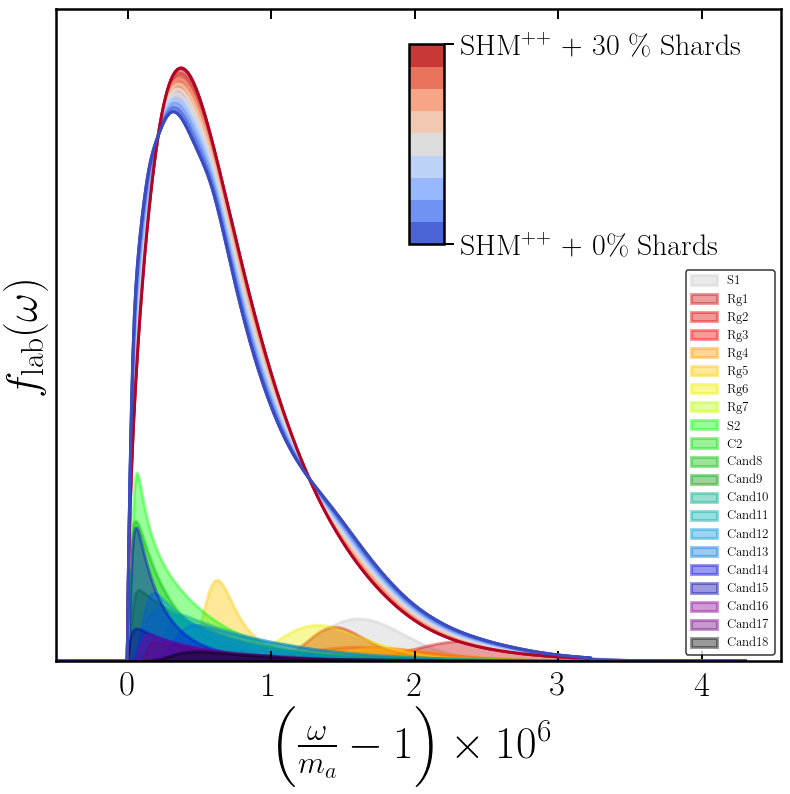 SHM⁺⁺ + 30 % Shards
SHM⁺⁺ + 0% Shards
f_lab(ω)
S1
Rg1
Rg2
Rg3
Rg4
Rg5
Rg6
Rg7
S2
C2
Cand8
Cand9
Cand10
Cand11
Cand12
Cand13
Cand14
Cand15
Cand16
Cand17
Cand18
0 1 2 3 4
(ω/mₐ − 1) × 10⁶